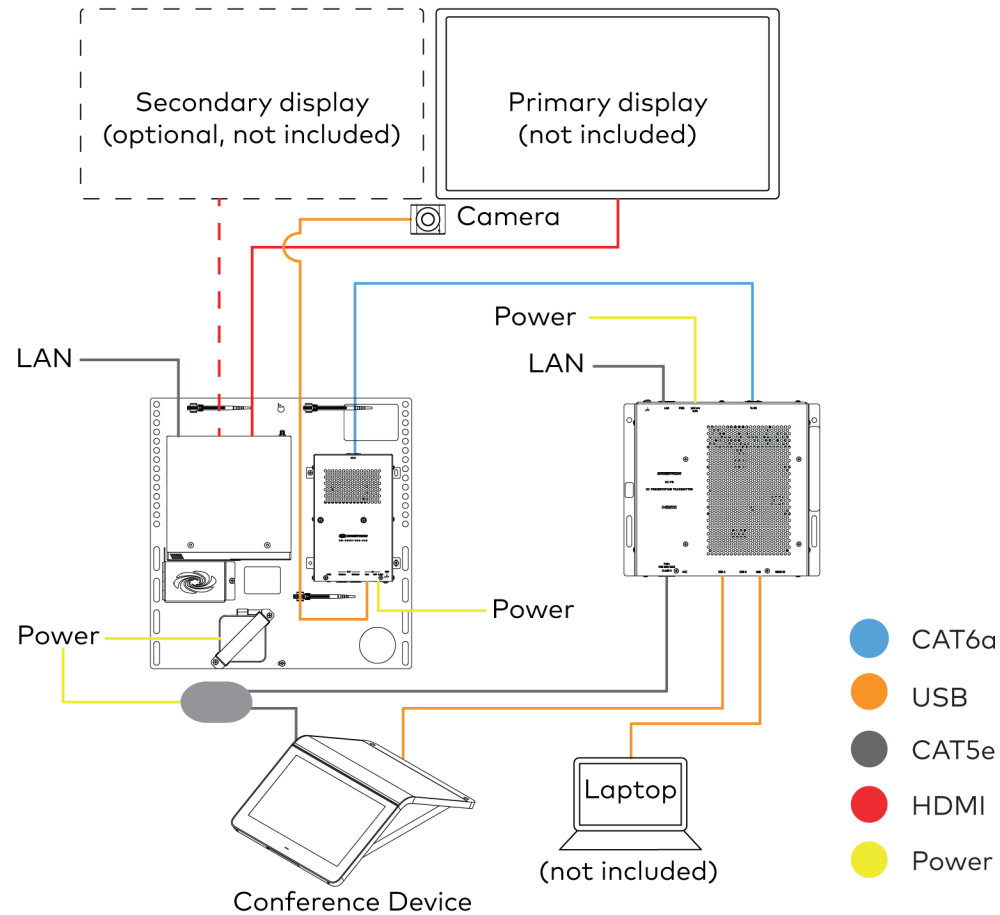 Secondary display
(optional, not included)
Primary display
(not included)
Camera
Power
LAN
LAN
Power
Power
CAT6a
USB
CAT5e
HDMI
Power
Laptop
(not included)
Conference Device